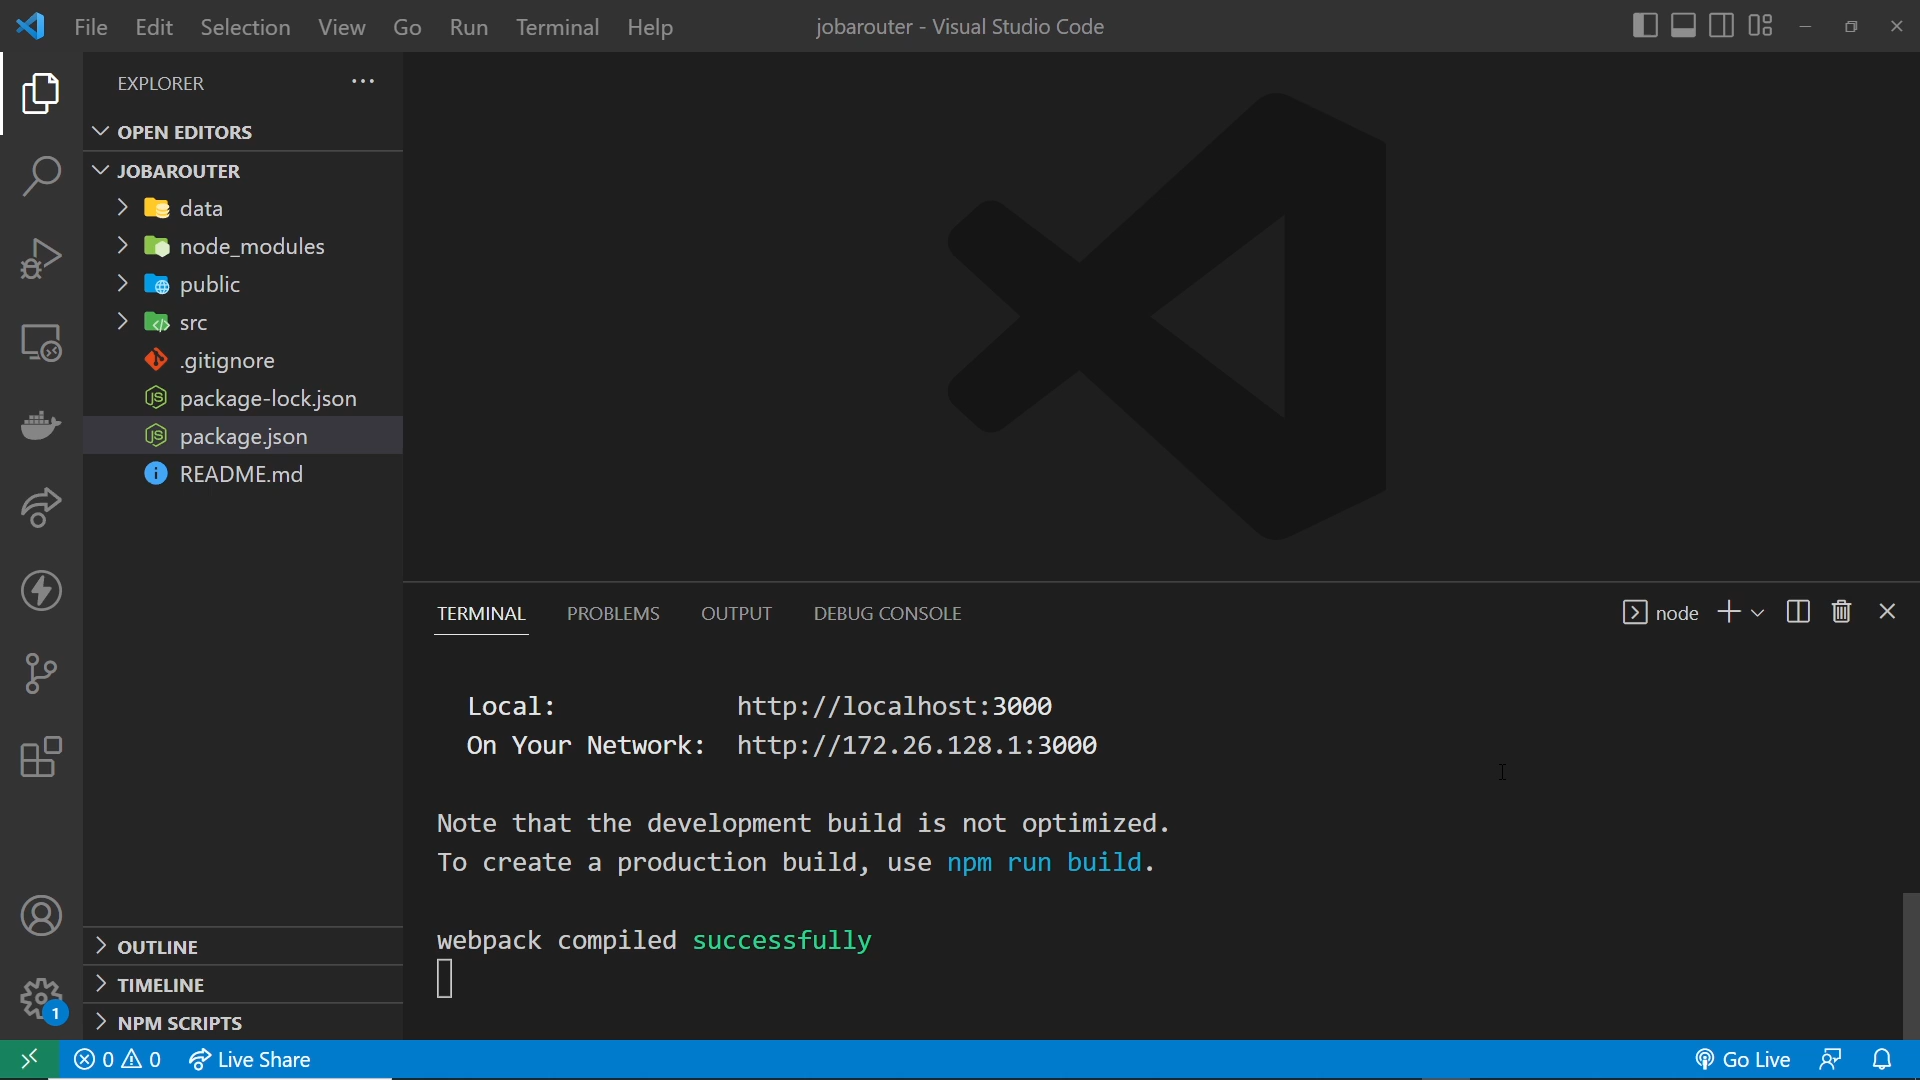 File Edit Selection View Go Run Terminal Help
jobarouter - Visual Studio Code
EXPLORER
OPEN EDITORS
JOBAROUTER
data
node_modules
public
src
.gitignore
package-lock.json
package.json
README.md
OUTLINE
TIMELINE
NPM SCRIPTS
TERMINAL PROBLEMS OUTPUT DEBUG CONSOLE
node
Local: http://localhost:3000
On Your Network: http://172.26.128.1:3000
Note that the development build is not optimized.
To create a production build, use npm run build.
webpack compiled successfully
1
0 0 Live Share
Go Live